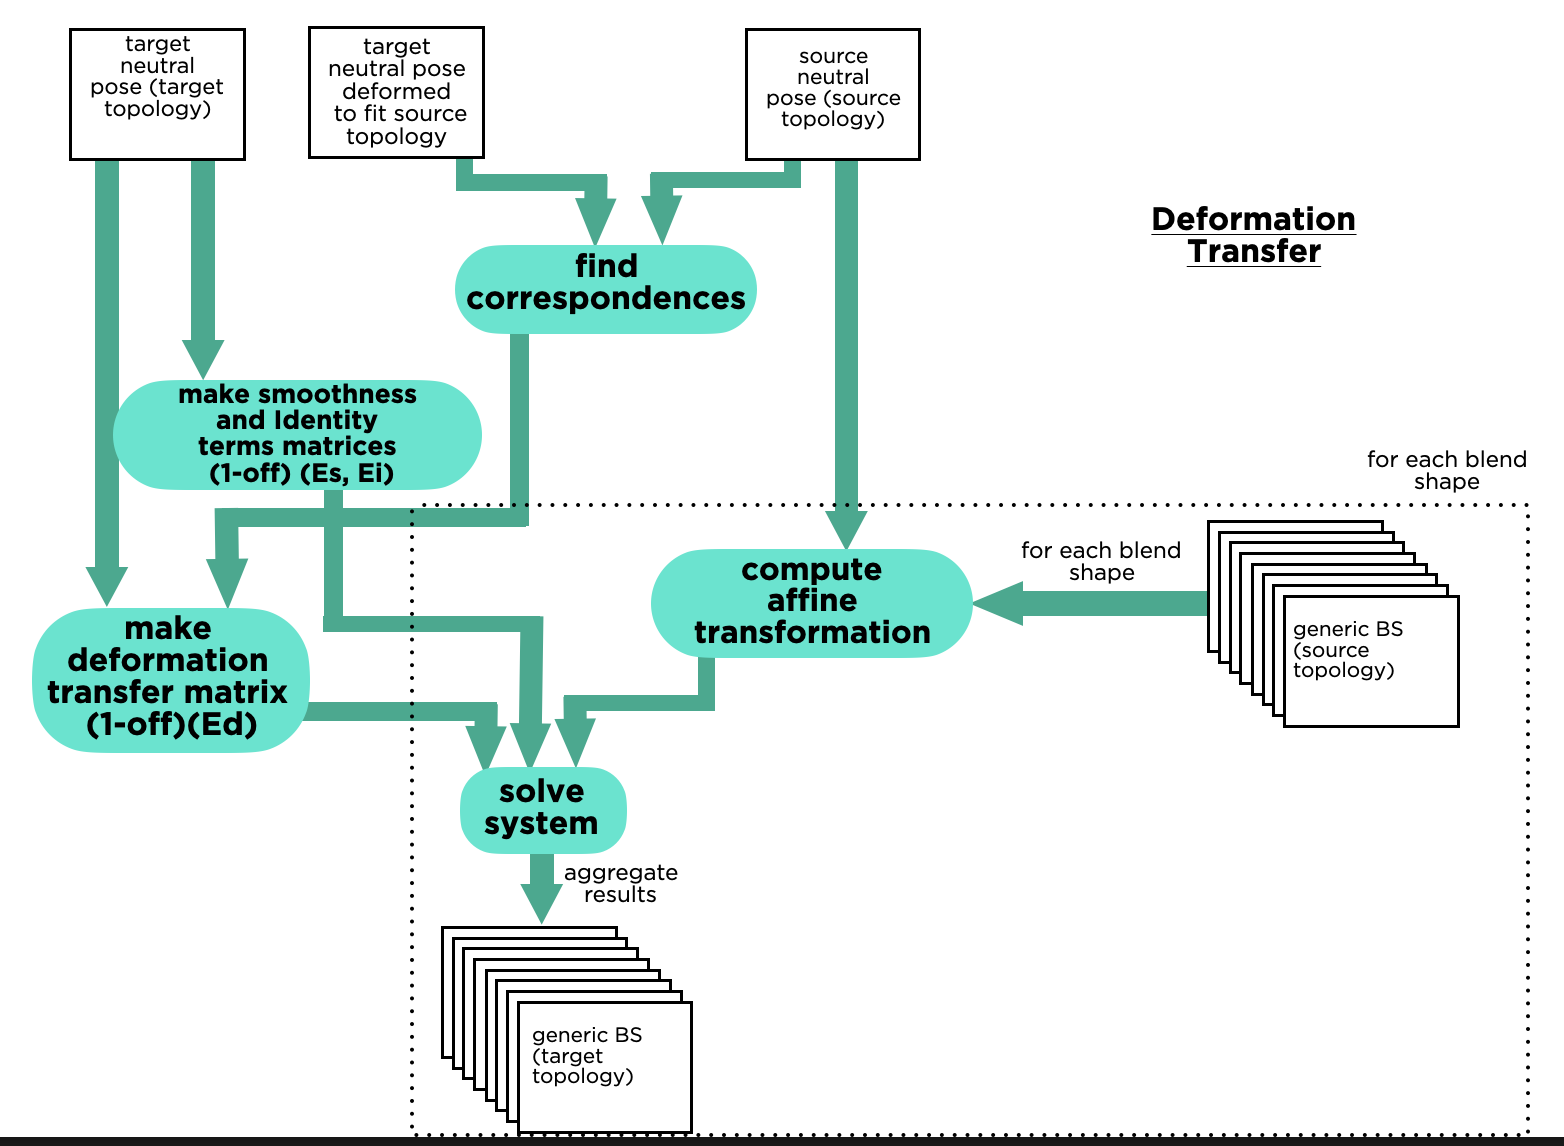 target
neutral
pose (target
topology)
target
neutral pose
deformed
to fit source
topology
source
neutral
pose (source
topology)
Deformation
Transfer
find
correspondences
make smoothness
and Identity
terms matrices
(1-off) (Es, Ei)
for each blend
shape
for each blend
shape
compute
affine
transformation
generic BS
(source
topology)
make
deformation
transfer matrix
(1-off)(Ed)
solve
system
aggregate
results
generic BS
(target
topology)